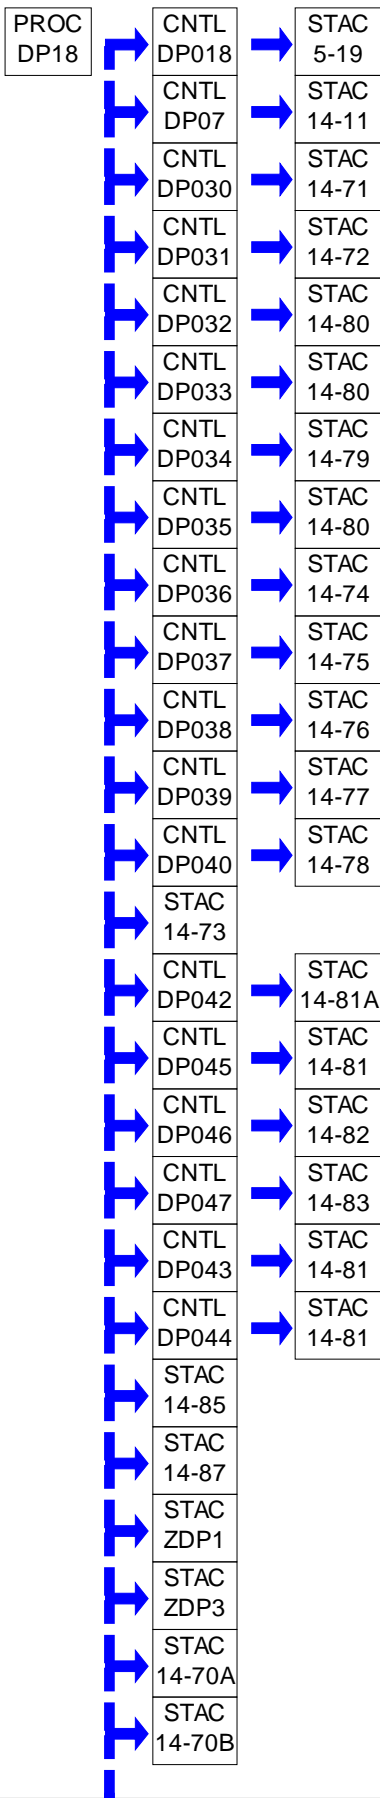 PROC
DP18
CNTL
DP018
STAC
5-19
CNTL
DP07
STAC
14-11
CNTL
DP030
STAC
14-71
CNTL
DP031
STAC
14-72
CNTL
DP032
STAC
14-80
CNTL
DP033
STAC
14-80
CNTL
DP034
STAC
14-79
CNTL
DP035
STAC
14-80
CNTL
DP036
STAC
14-74
CNTL
DP037
STAC
14-75
CNTL
DP038
STAC
14-76
CNTL
DP039
STAC
14-77
CNTL
DP040
STAC
14-78
STAC
14-73
CNTL
DP042
STAC
14-81A
CNTL
DP045
STAC
14-81
CNTL
DP046
STAC
14-82
CNTL
DP047
STAC
14-83
CNTL
DP043
STAC
14-81
CNTL
DP044
STAC
14-81
STAC
14-85
STAC
14-87
STAC
ZDP1
STAC
ZDP3
STAC
14-70A
STAC
14-70B